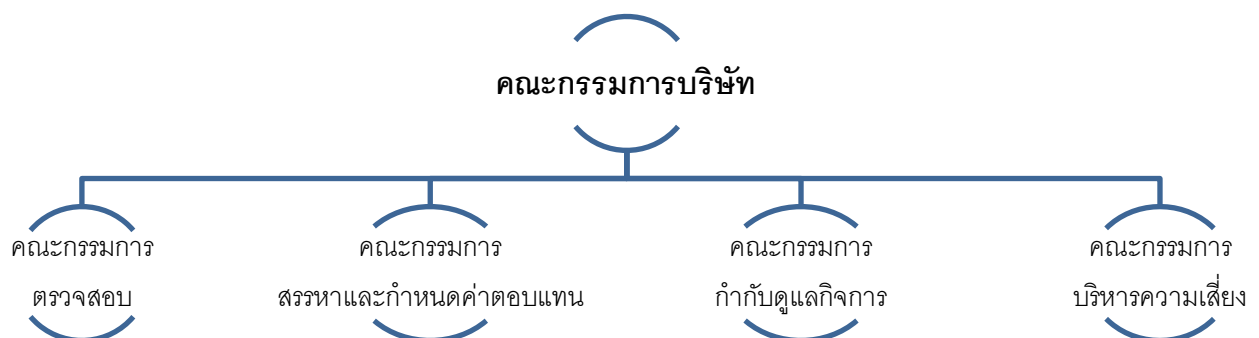 คณะกรรมการบริษัท
คณะกรรมการ
ตรวจสอบ
คณะกรรมการ
สรรหาและกำหนดค่าตอบแทน
คณะกรรมการ
กำกับดูแลกิจการ
คณะกรรมการ
บริหารความเสี่ยง